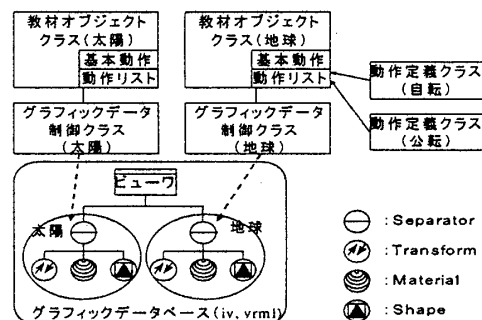 教材オブジェクト
クラス(太陽)
基本動作
動作リスト
教材オブジェクト
クラス(地球)
基本動作
動作リスト
動作定義クラス
(自転)
動作定義クラス
(公転)
グラフィックデータ
制御クラス
(太陽)
グラフィックデータ
制御クラス
(地球)
ビューワ
太陽
地球
グラフィックデータベース(iv, vrml)
: Separator
: Transform
: Material
: Shape